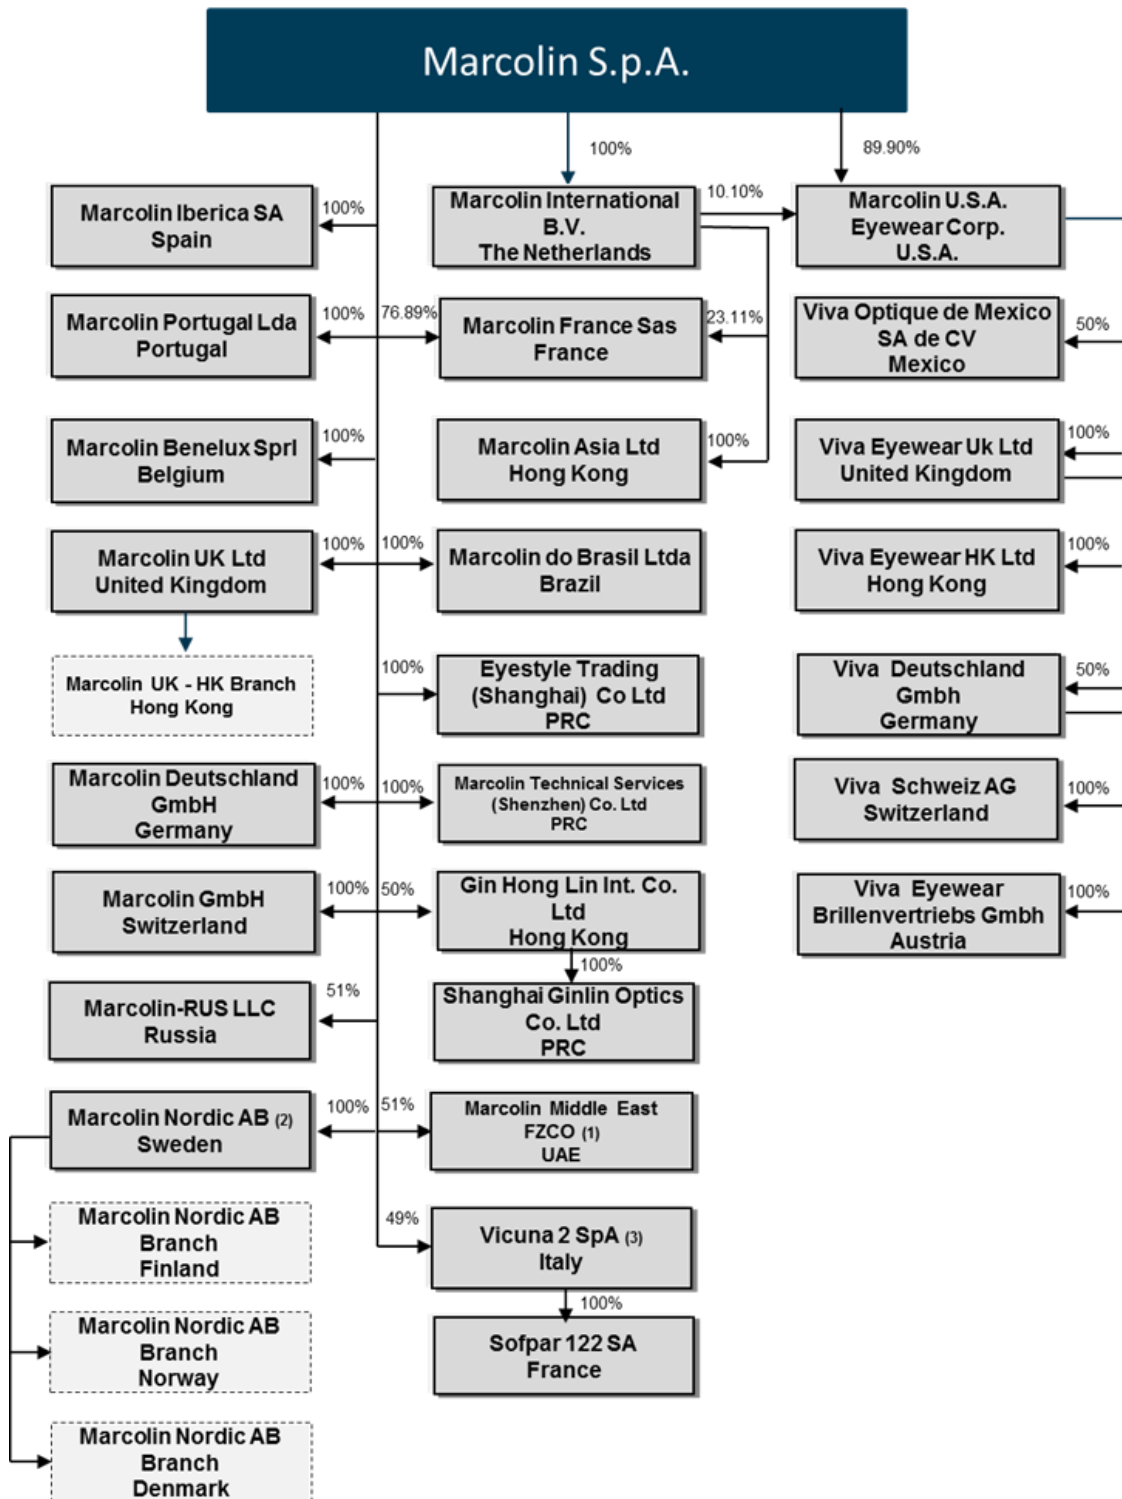 Marcolin S.p.A.
100%
89.90%
Marcolin Iberica SA
Spain
100%
Marcolin International
B.V.
The Netherlands
10.10%
Marcolin U.S.A.
Eyewear Corp.
U.S.A.
Marcolin Portugal Lda
Portugal
100%
76.89%
Marcolin France Sas
France
23.11%
Viva Optique de Mexico
SA de CV
Mexico
50%
Marcolin Benelux Sprl
Belgium
100%
Marcolin Asia Ltd
Hong Kong
100%
Viva Eyewear Uk Ltd
United Kingdom
100%
Marcolin UK Ltd
United Kingdom
100%
100%
Marcolin do Brasil Ltda
Brazil
Viva Eyewear HK Ltd
Hong Kong
100%
Marcolin UK - HK Branch
Hong Kong
100%
Eyestyle Trading
(Shanghai) Co Ltd
PRC
Viva Deutschland
Gmbh
Germany
50%
Marcolin Deutschland
GmbH
Germany
100%
100%
Marcolin Technical Services
(Shenzhen) Co. Ltd
PRC
Viva Schweiz AG
Switzerland
100%
Marcolin GmbH
Switzerland
100%
50%
Gin Hong Lin Int. Co.
Ltd
Hong Kong
Viva Eyewear
Brillenvertriebs Gmbh
Austria
100%
100%
Marcolin-RUS LLC
Russia
51%
Shanghai Ginlin Optics
Co. Ltd
PRC
Marcolin Nordic AB (2)
Sweden
100%
51%
Marcolin Middle East
FZCO (1)
UAE
Marcolin Nordic AB
Branch
Finland
49%
Vicuna 2 SpA (3)
Italy
100%
Marcolin Nordic AB
Branch
Norway
Sofpar 122 SA
France
Marcolin Nordic AB
Branch
Denmark